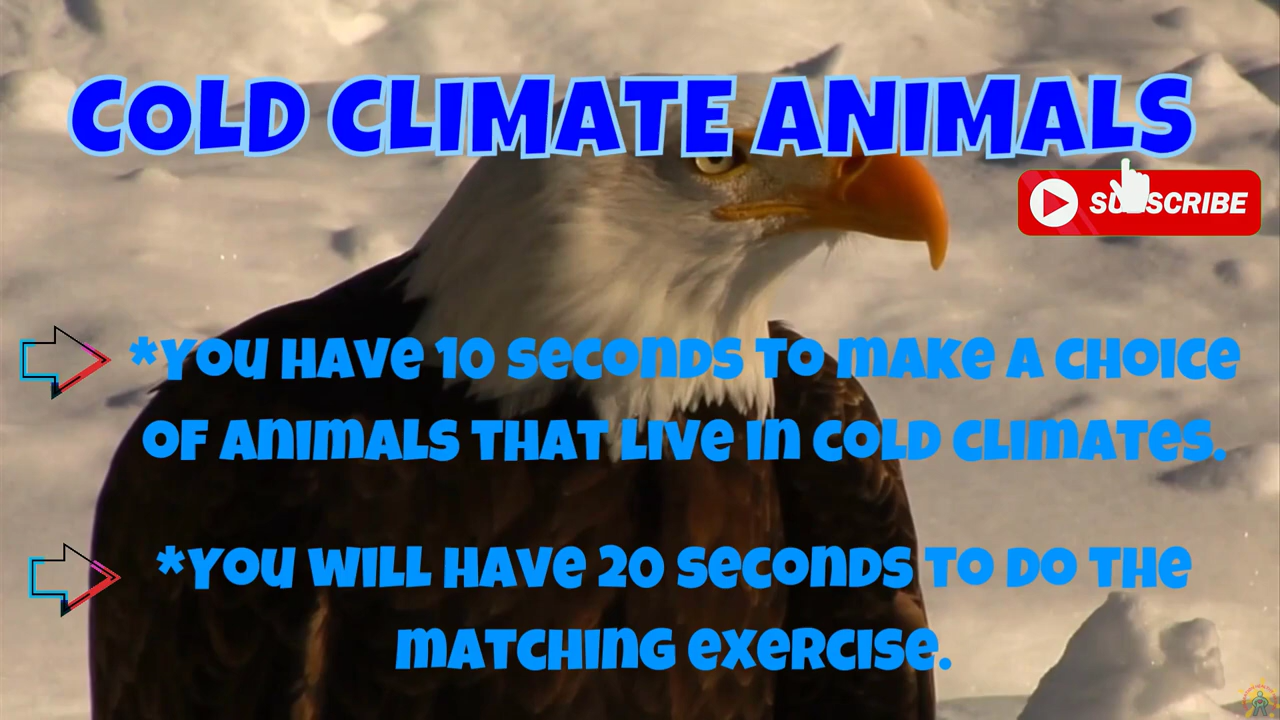 COLD CLIMATE ANIMALS
SUBSCRIBE
*YOU HAVE 10 SECONDS TO MAKE A CHOICE
OF ANIMALS THAT LIVE IN COLD CLIMATES.
*YOU WILL HAVE 20 SECONDS TO DO THE
MATCHING EXERCISE.